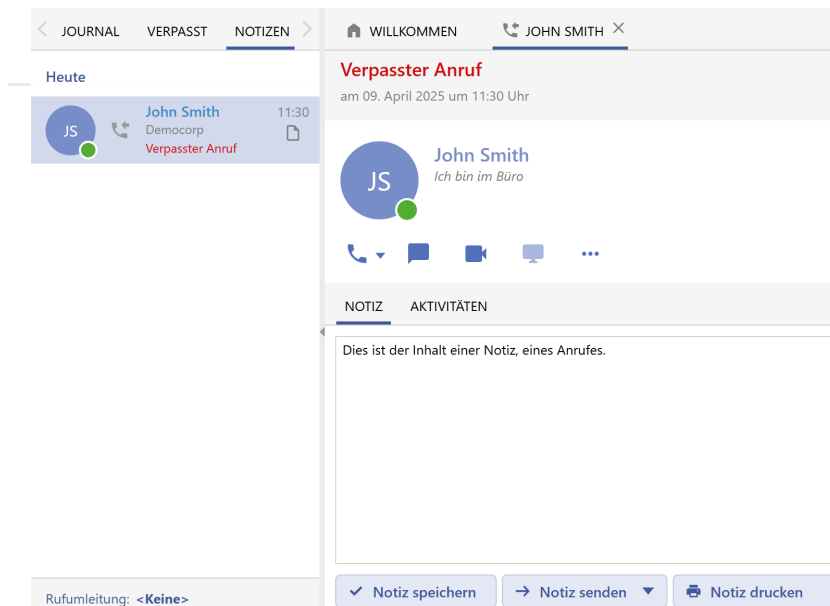 JOURNAL VERPASST NOTIZEN
Heute
JS
John Smith 11:30
Democorp
Verpasster Anruf
Rufumleitung: <Keine>
WILLKOMMEN JOHN SMITH
Verpasster Anruf
am 09. April 2025 um 11:30 Uhr
JS
John Smith
Ich bin im Büro
NOTIZ AKTIVITÄTEN
Dies ist der Inhalt einer Notiz, eines Anrufes.
Notiz speichern Notiz senden Notiz drucken